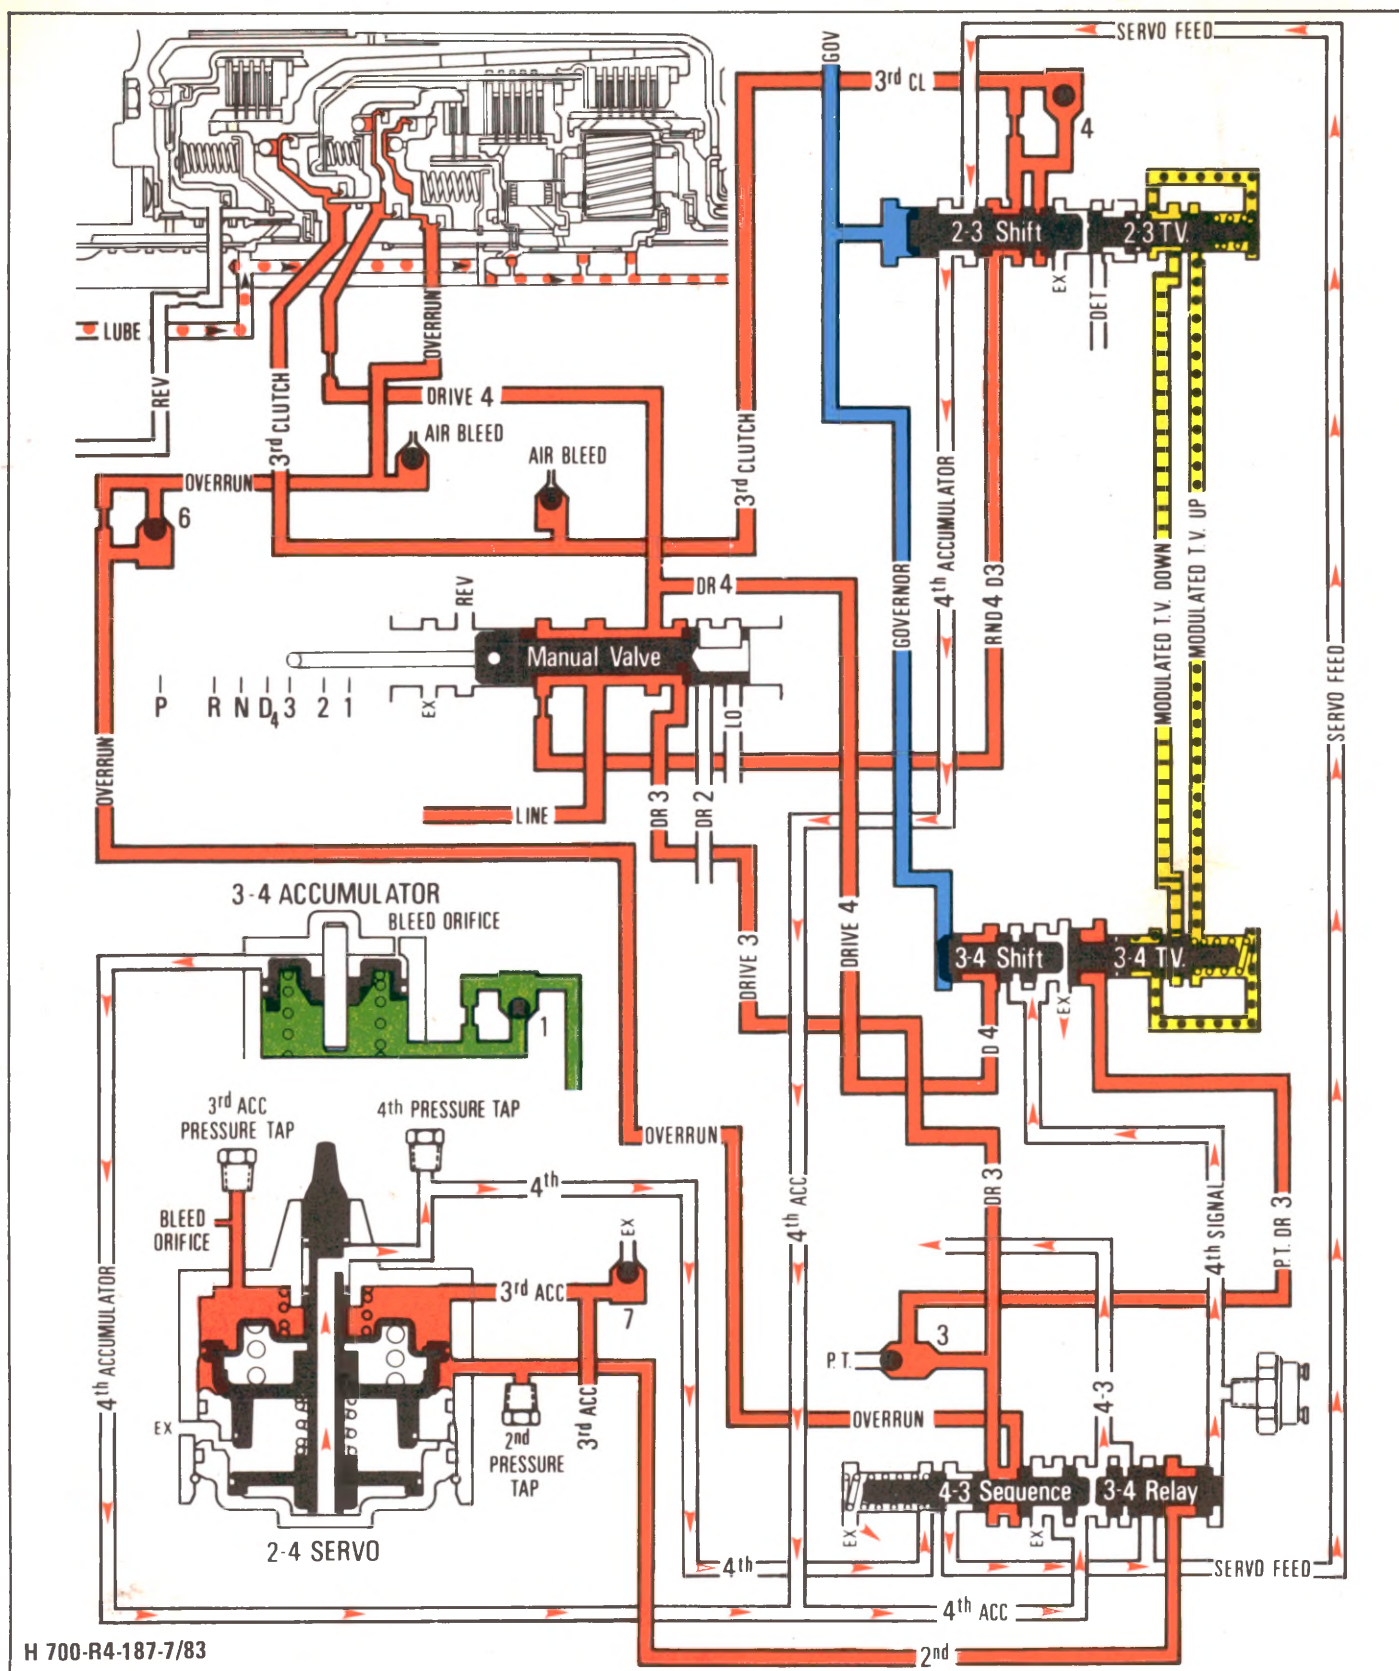 SERVO FEED
GOV
3rd CL
4
2-3 Shift
2-3 T.V.
EX
DET
LUBE
REV
OVERRUN
3rd CLUTCH
DRIVE 4
AIR BLEED
AIR BLEED
OVERRUN
6
3rd CLUTCH
4th ACCUMULATOR
GOVERNOR
RND4 D3
MODULATED T.V. DOWN
MODULATED T.V. UP
SERVO FEED
DR 4
REV
Manual Valve
P R N D4 3 2 1
EX
LO
OVERRUN
LINE
DR 3
DR 2
3-4 ACCUMULATOR
BLEED ORIFICE
DRIVE 3
DRIVE 4
3-4 Shift
3-4 T.V.
EX
D 4
1
3rd ACC
PRESSURE TAP
4th PRESSURE TAP
OVERRUN
4th
DR 3
4th ACC
4th SIGNAL
P.T. DR 3
BLEED
ORIFICE
EX
4th ACCUMULATOR
3rd ACC
7
3
P.T.
3rd ACC
4-3
EX
2nd
PRESSURE
TAP
OVERRUN
4-3 Sequence
3-4 Relay
EX
EX
2-4 SERVO
4th
SERVO FEED
4th ACC
H 700-R4-187-7/83
2nd